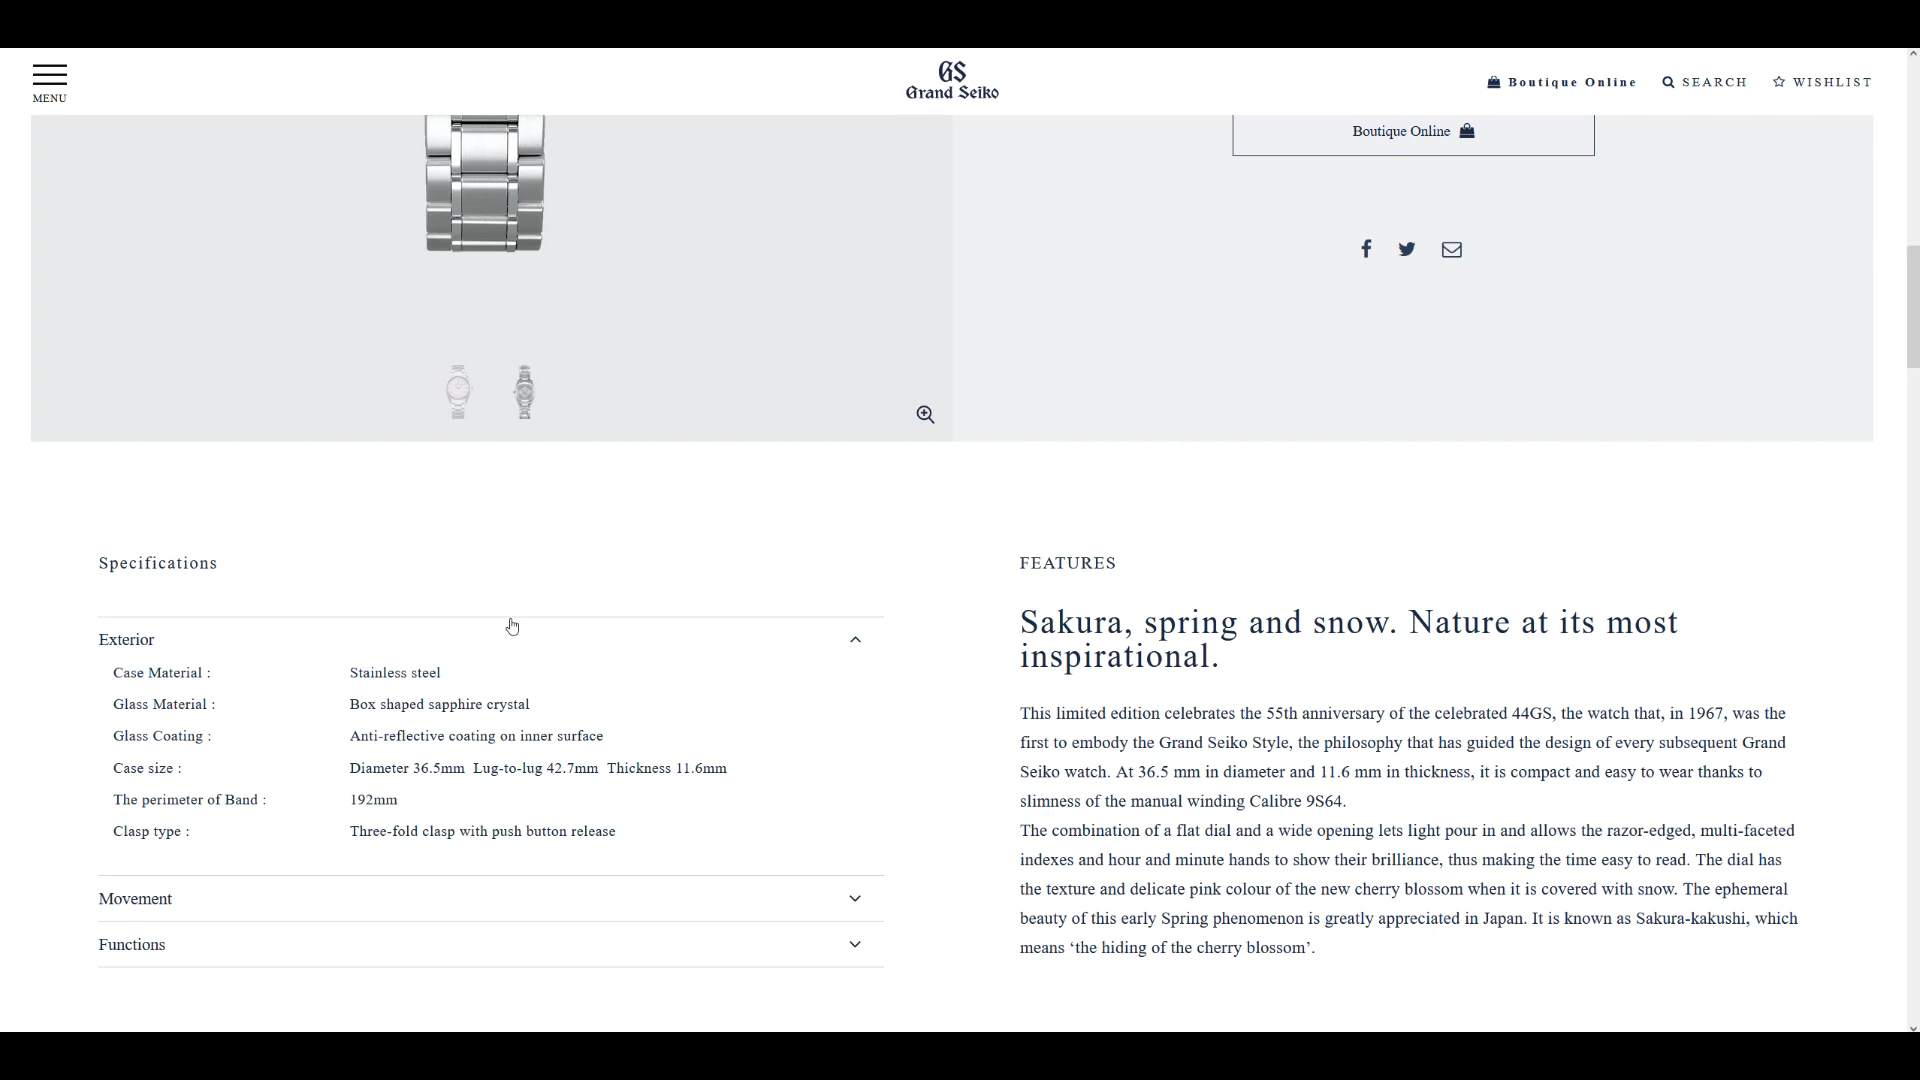 MENU
GS
Grand Seiko
Boutique Online
SEARCH
WISHLIST
Boutique Online
Specifications
Exterior
Case Material : Stainless steel
Glass Material : Box shaped sapphire crystal
Glass Coating : Anti-reflective coating on inner surface
Case size : Diameter 36.5mm Lug-to-lug 42.7mm Thickness 11.6mm
The perimeter of Band : 192mm
Clasp type : Three-fold clasp with push button release
Movement
Functions
FEATURES
Sakura, spring and snow. Nature at its most
inspirational.
This limited edition celebrates the 55th anniversary of the celebrated 44GS, the watch that, in 1967, was the
first to embody the Grand Seiko Style, the philosophy that has guided the design of every subsequent Grand
Seiko watch. At 36.5 mm in diameter and 11.6 mm in thickness, it is compact and easy to wear thanks to
slimness of the manual winding Calibre 9S64.
The combination of a flat dial and a wide opening lets light pour in and allows the razor-edged, multi-faceted
indexes and hour and minute hands to show their brilliance, thus making the time easy to read. The dial has
the texture and delicate pink colour of the new cherry blossom when it is covered with snow. The ephemeral
beauty of this early Spring phenomenon is greatly appreciated in Japan. It is known as Sakura-kakushi, which
means ‘the hiding of the cherry blossom’.